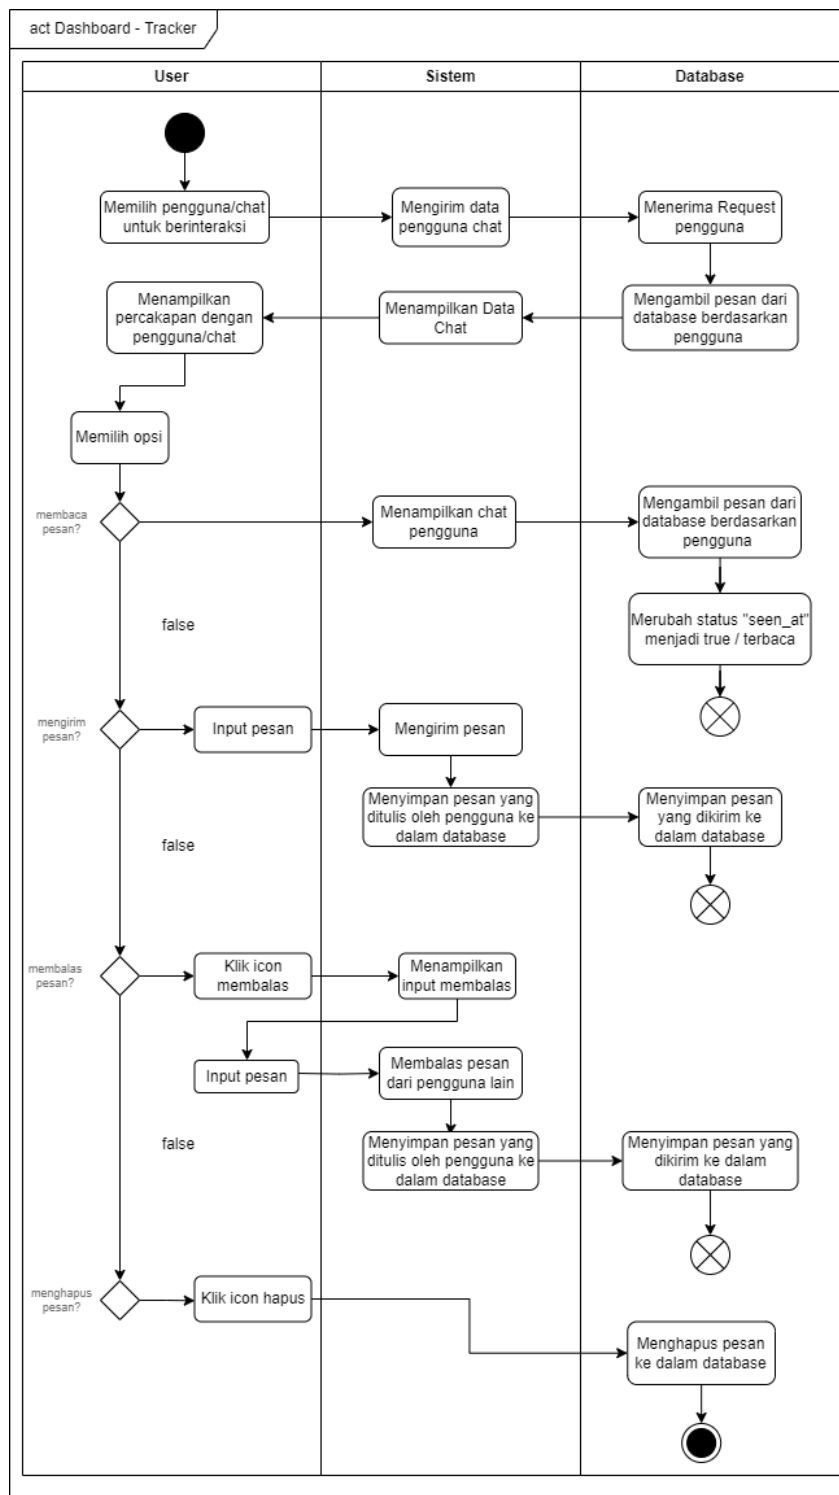 act Dashboard - Tracker
User
Sistem
Database
Memilih pengguna/chat
untuk berinteraksi
Mengirim data
pengguna chat
Menerima Request
pengguna
Menampilkan
percakapan dengan
pengguna/chat
Menampilkan Data
Chat
Mengambil pesan dari
database berdasarkan
pengguna
Memilih opsi
membaca
pesan?
Menampilkan chat
pengguna
Mengambil pesan dari
database berdasarkan
pengguna
false
Merubah status "seen_at"
menjadi true / terbaca
mengirim
pesan?
Input pesan
Mengirim pesan
Menyimpan pesan yang
ditulis oleh pengguna ke
dalam database
Menyimpan pesan
yang dikirim ke
dalam database
false
membalas
pesan?
Klik icon
membalas
Menampilkan
input membalas
Input pesan
Membalas pesan
dari pengguna lain
false
Menyimpan pesan yang
ditulis oleh pengguna ke
dalam database
Menyimpan pesan yang
dikirim ke dalam
database
menghapus
pesan?
Klik icon hapus
Menghapus pesan
ke dalam database